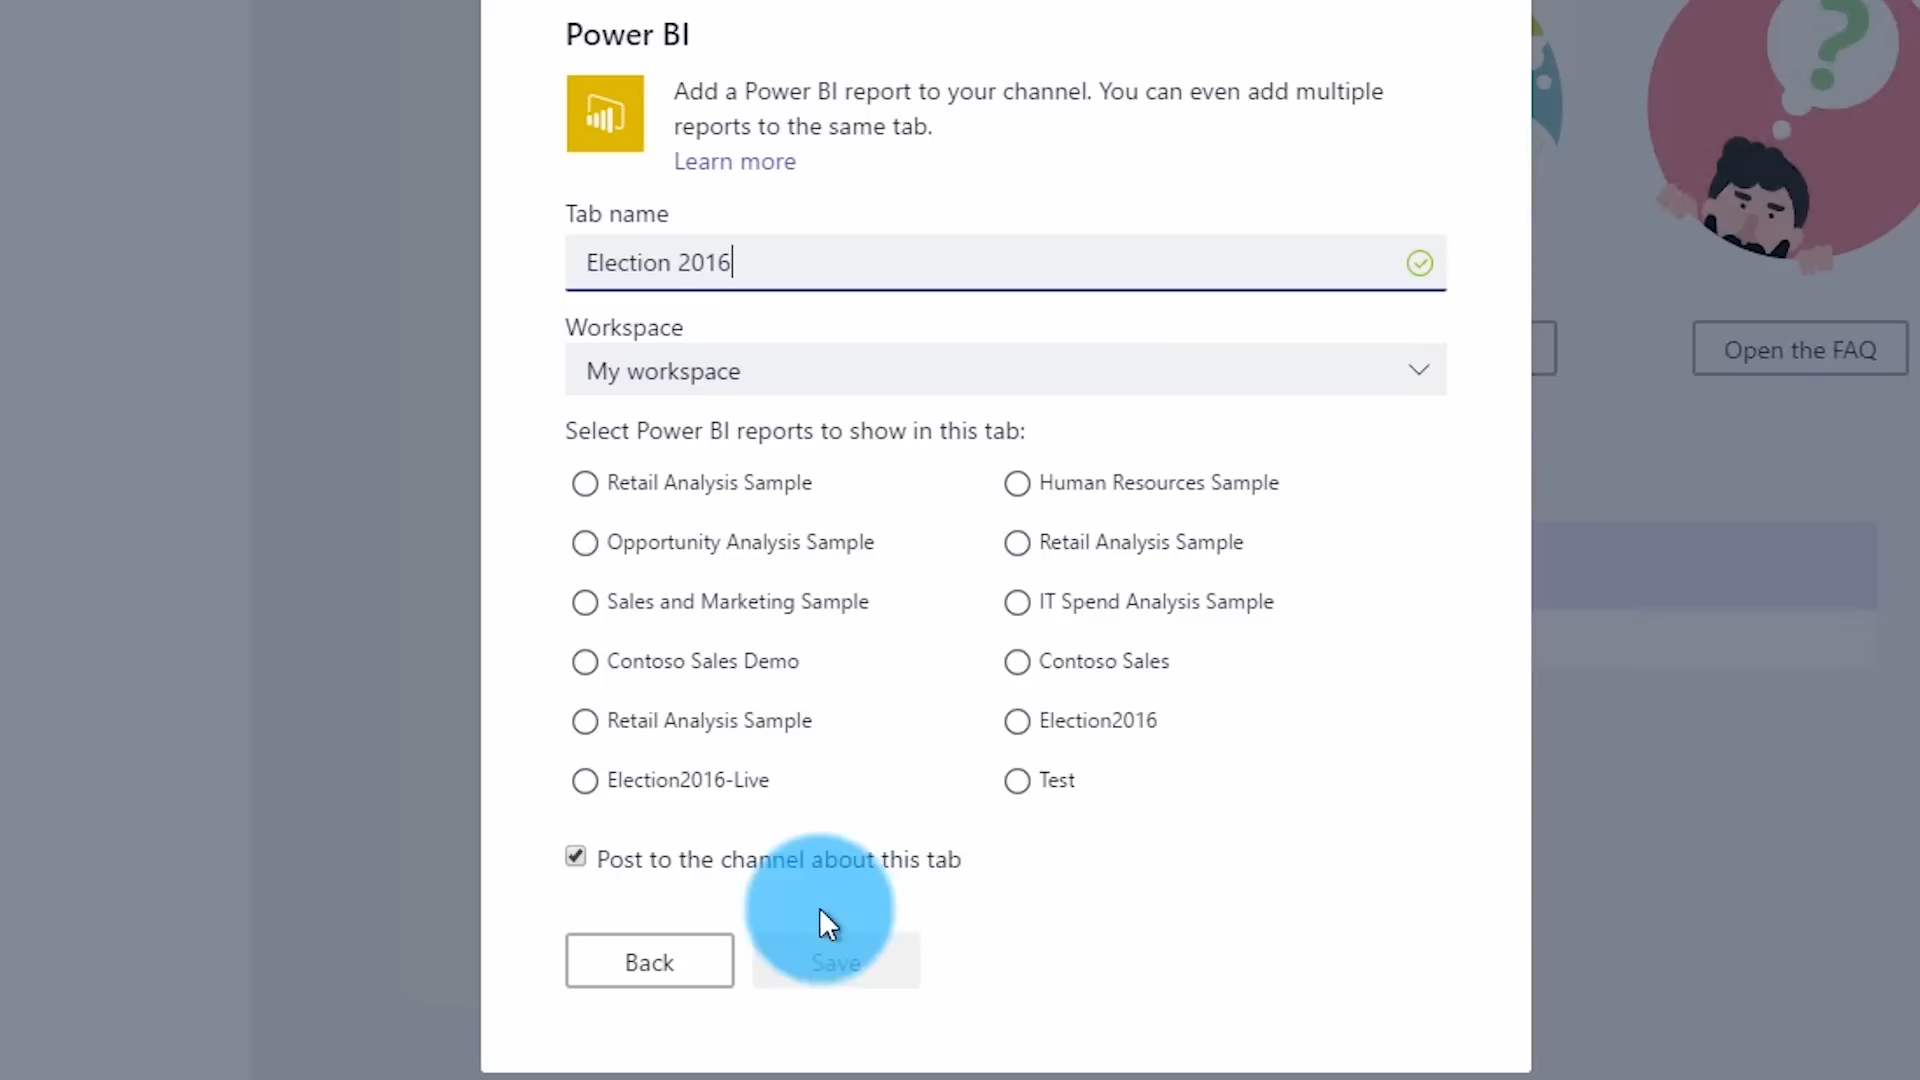 Power BI
Add a Power BI report to your channel. You can even add multiple
reports to the same tab.
Learn more
Tab name
Election 2016
Workspace
My workspace
Select Power BI reports to show in this tab:
Retail Analysis Sample
Human Resources Sample
Opportunity Analysis Sample
Retail Analysis Sample
Sales and Marketing Sample
IT Spend Analysis Sample
Contoso Sales Demo
Contoso Sales
Retail Analysis Sample
Election2016
Election2016-Live
Test
Post to the channel about this tab
Back
Save
?
Open the FAQ